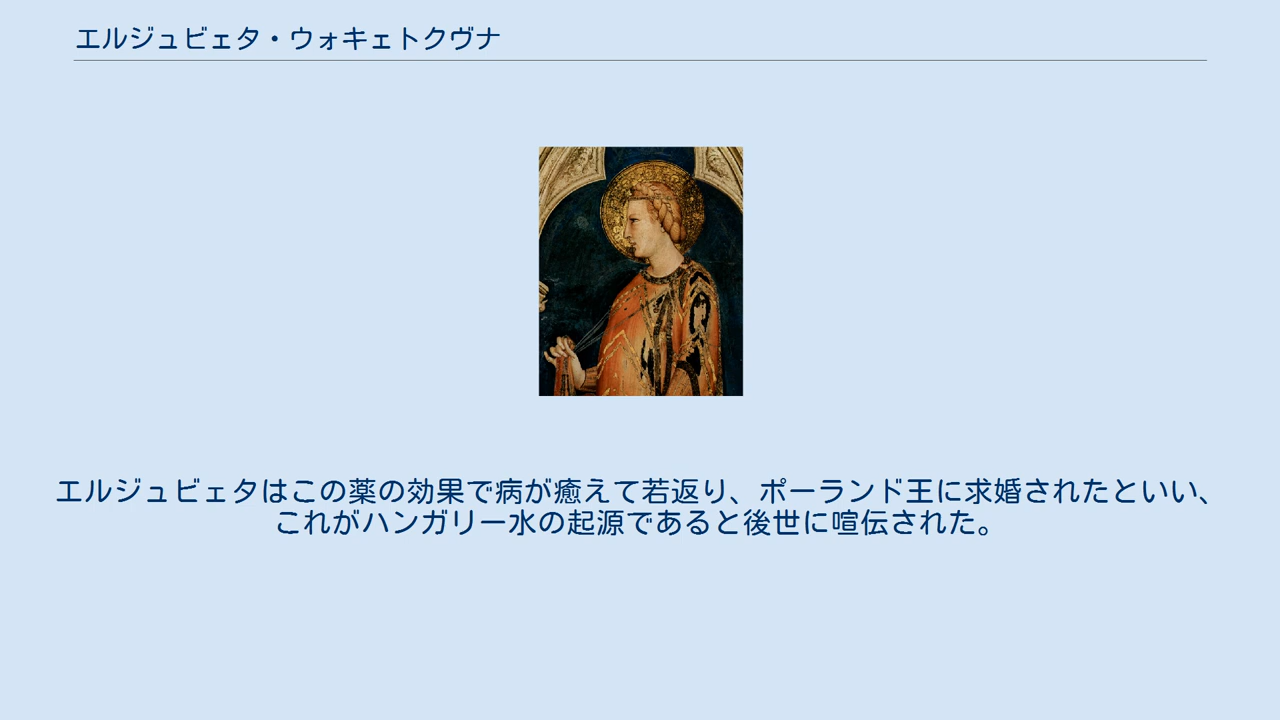 エルジュビェタ・ウォキェトクヴナ
エルジュビェタはこの薬の効果で病が癒えて若返り、ポーランド王に求婚されたといい、
これがハンガリー水の起源であると後世に喧伝された。